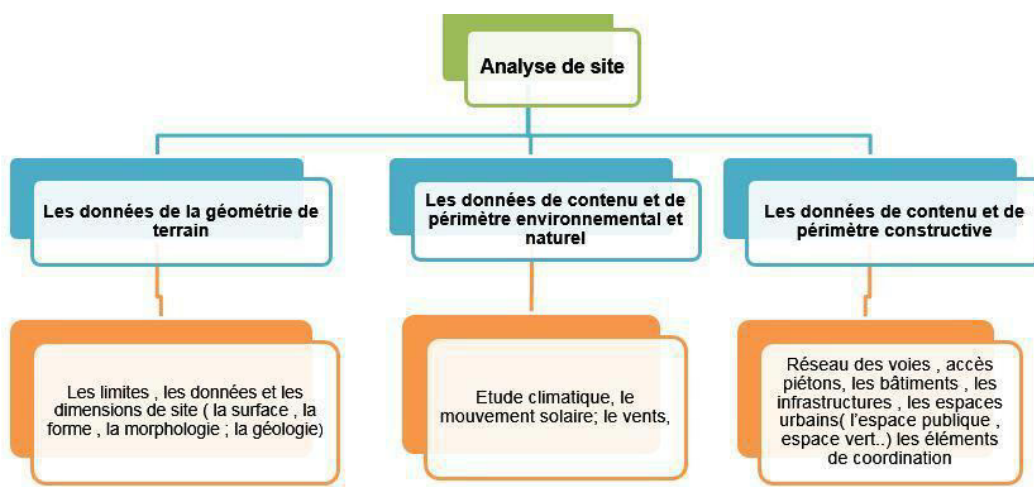 Analyse de site
Les données de la géométrie de
terrain
Les données de contenu et de
périmètre environnemental et
naturel
Les données de contenu et de
périmètre constructive
Les limites , les données et les
dimensions de site ( la surface , la
forme , la morphologie ; la géologie)
Etude climatique, le
mouvement solaire; le vents,
Réseau des voies , accès
piétons, les bâtiments , les
infrastructures , les espaces
urbains( l'espace publique ,
espace vert..) les éléments
de coordination